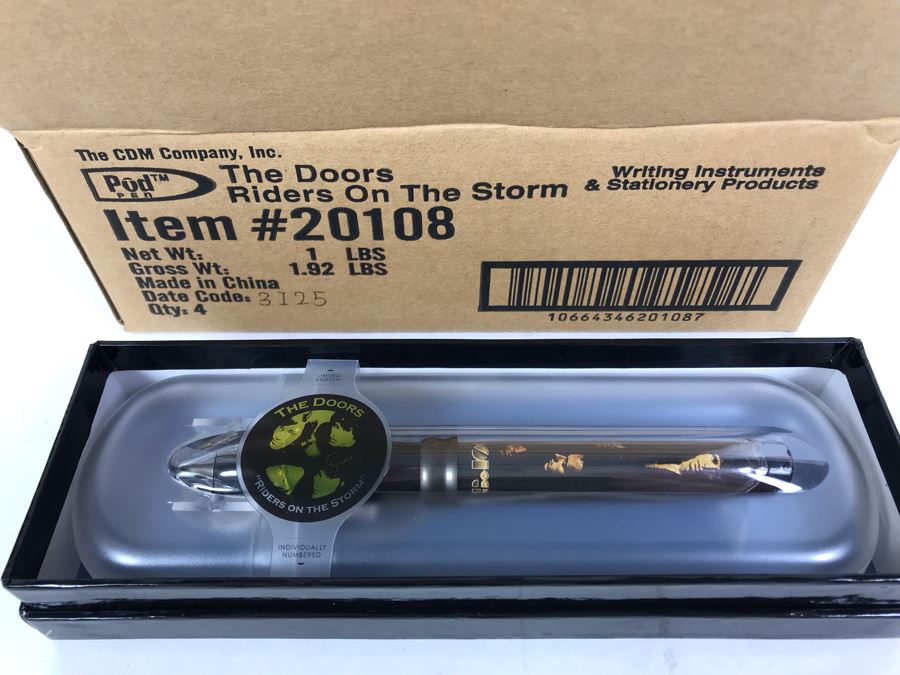 The CDM Company, Inc.
Pod™
PEN
The Doors
Riders On The Storm
Writing Instruments
& Stationery Products
Item #20108
Net Wt: 1 LBS
Gross Wt: 1.92 LBS
Made in China
Date Code: 3125
Qty: 4
10664346201087
LIMITED
EDITION
THE DOORS
"RIDERS ON THE STORM"
INDIVIDUALLY
NUMBERED